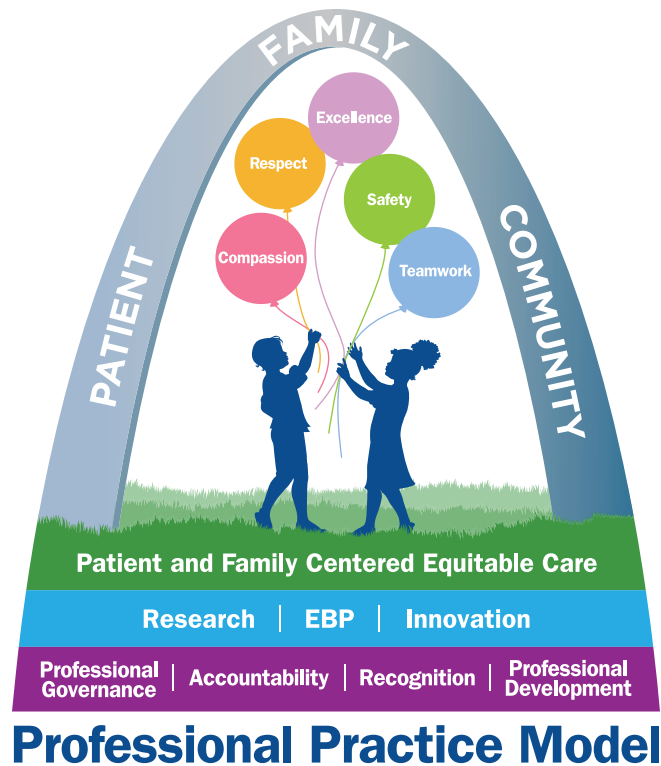 FAMILY
PATIENT
COMMUNITY
Excellence
Respect
Safety
Compassion
Teamwork
Patient and Family Centered Equitable Care
Research | EBP | Innovation
Professional Governance | Accountability | Recognition | Professional Development
Professional Practice Model